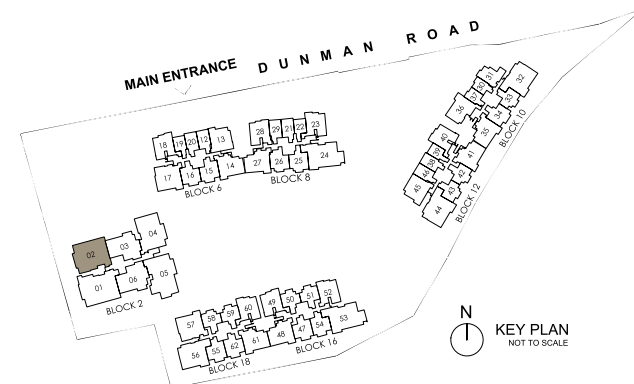 DUNMAN ROAD
MAIN ENTRANCE
18 19 20 12 13
17 16 15 14
BLOCK 6
28 29 21 22 23
27 26 25 24
BLOCK 8
31 32
30
37 33
36 34
35
BLOCK 10
40
39 41
38
46 42
45 43
44
BLOCK 12
02 03 04
01 06 05
BLOCK 2
57 58 59 60
56 55 62 61
BLOCK 18
49 50 51 52
48 47 54 53
BLOCK 16
N
KEY PLAN
NOT TO SCALE